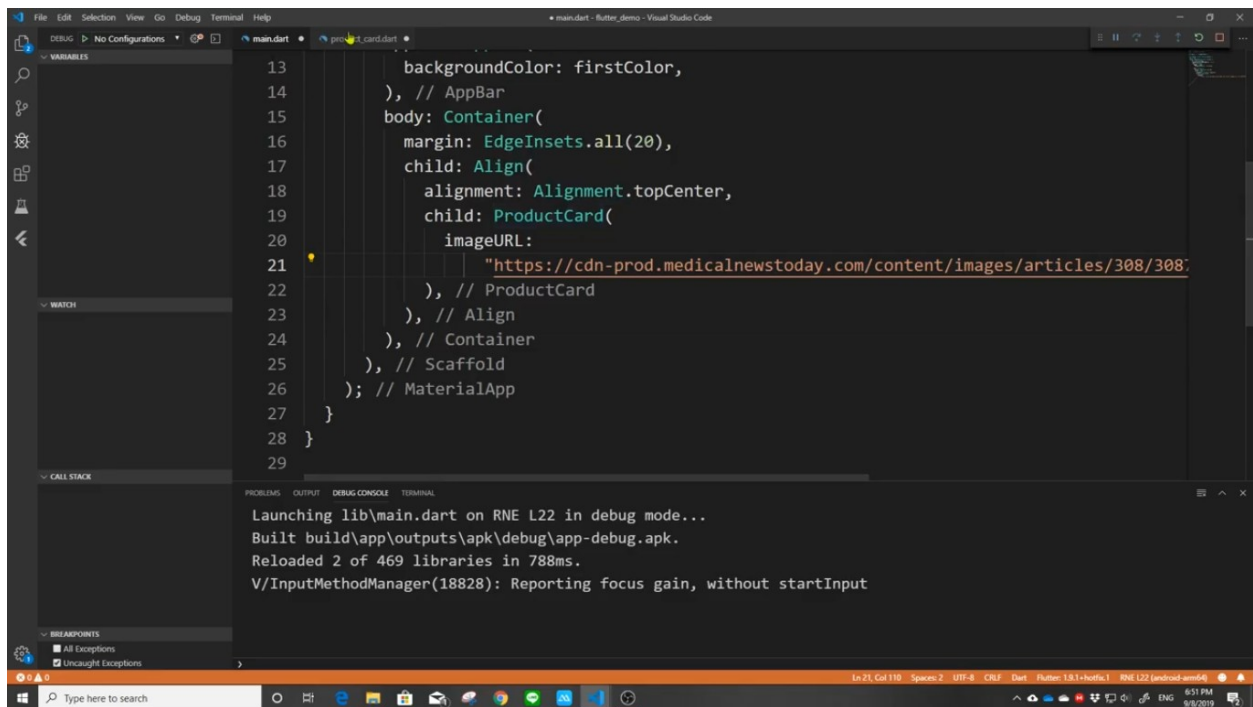 File Edit Selection View Go Debug Terminal Help
● main.dart - flutter_demo - Visual Studio Code
DEBUG No Configurations
main.dart ●
product_card.dart ●
VARIABLES
13 backgroundColor: firstColor,
14 ), // AppBar
15 body: Container(
16 margin: EdgeInsets.all(20),
17 child: Align(
18 alignment: Alignment.topCenter,
19 child: ProductCard(
20 imageURL:
21 "https://cdn-prod.medicalnewstoday.com/content/images/articles/308/308
22 ), // ProductCard
23 ), // Align
24 ), // Container
25 ), // Scaffold
26 ); // MaterialApp
27 }
28 }
29
WATCH
CALL STACK
PROBLEMS OUTPUT DEBUG CONSOLE TERMINAL
Launching lib\main.dart on RNE L22 in debug mode...
Built build\app\outputs\apk\debug\app-debug.apk.
Reloaded 2 of 469 libraries in 788ms.
V/InputMethodManager(18828): Reporting focus gain, without startInput
BREAKPOINTS
All Exceptions
Uncaught Exceptions
0 0
Ln 21, Col 110 Spaces: 2 UTF-8 CRLF Dart Flutter: 1.9.1+hotfix.1 RNE L22 (android-arm64)
Type here to search
ENG
6:51 PM
9/8/2019